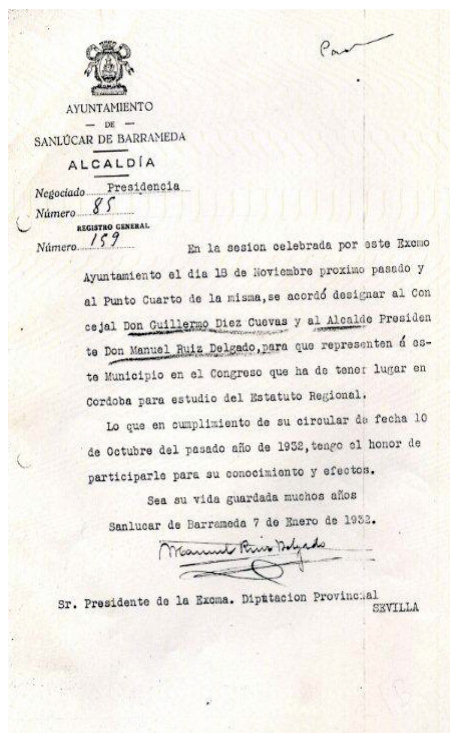 AYUNTAMIENTO
— DE —
SANLÚCAR DE BARRAMEDA
ALCALDÍA
Negociado Presidencia
Número 85
REGISTRO GENERAL
Número 159
En la sesion celebrada por este Excmo
Ayuntamiento el dia 18 de Noviembre proximo pasado y
al Punto Cuarto de la misma, se acordó designar al Con
cejal Don Guillermo Diez Cuevas y al Alcalde Presiden
te Don Manuel Ruiz Delgado, para que representen á es-
te Municipio en el Congreso que ha de tener lugar en
Cordoba para estudio del Estatuto Regional.
Lo que en cumplimiento de su circular de fecha 10
de Octubre del pasado año de 1932, tengo el honor de
participarle para su conocimiento y efectos.
Sea su vida guardada muchos años
Sanlucar de Barrameda 7 de Enero de 1932.
Manuel Ruiz Delgado
Sr. Presidente de la Excma. Diputacion Provincial
SEVILLA